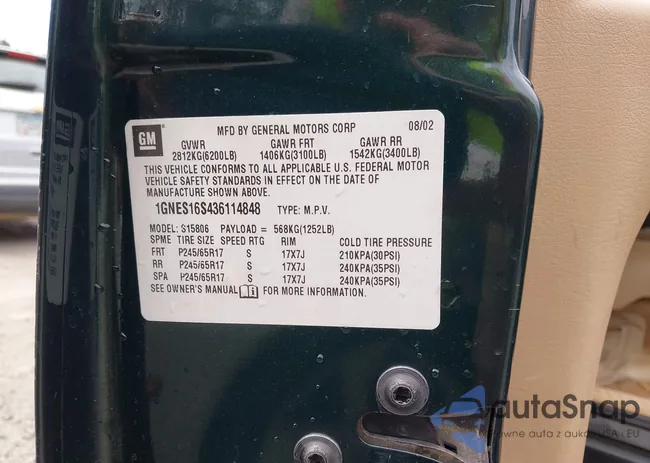 MFD BY GENERAL MOTORS CORP 08/02
GM
GVWR GAWR FRT GAWR RR
2812KG(6200LB) 1406KG(3100LB) 1542KG(3400LB)
THIS VEHICLE CONFORMS TO ALL APPLICABLE U.S. FEDERAL MOTOR
VEHICLE SAFETY STANDARDS IN EFFECT ON THE DATE OF
MANUFACTURE SHOWN ABOVE.
1GNES16S436114848 TYPE: M.P.V.
MODEL: S15806 PAYLOAD = 568KG(1252LB)
SPME TIRE SIZE SPEED RTG RIM COLD TIRE PRESSURE
FRT P245/65R17 S 17X7J 210KPA(30PSI)
RR P245/65R17 S 17X7J 240KPA(35PSI)
SPA P245/65R17 S 17X7J 240KPA(35PSI)
SEE OWNER'S MANUAL FOR MORE INFORMATION.
autaSnap
auta z aukcji USA i EU